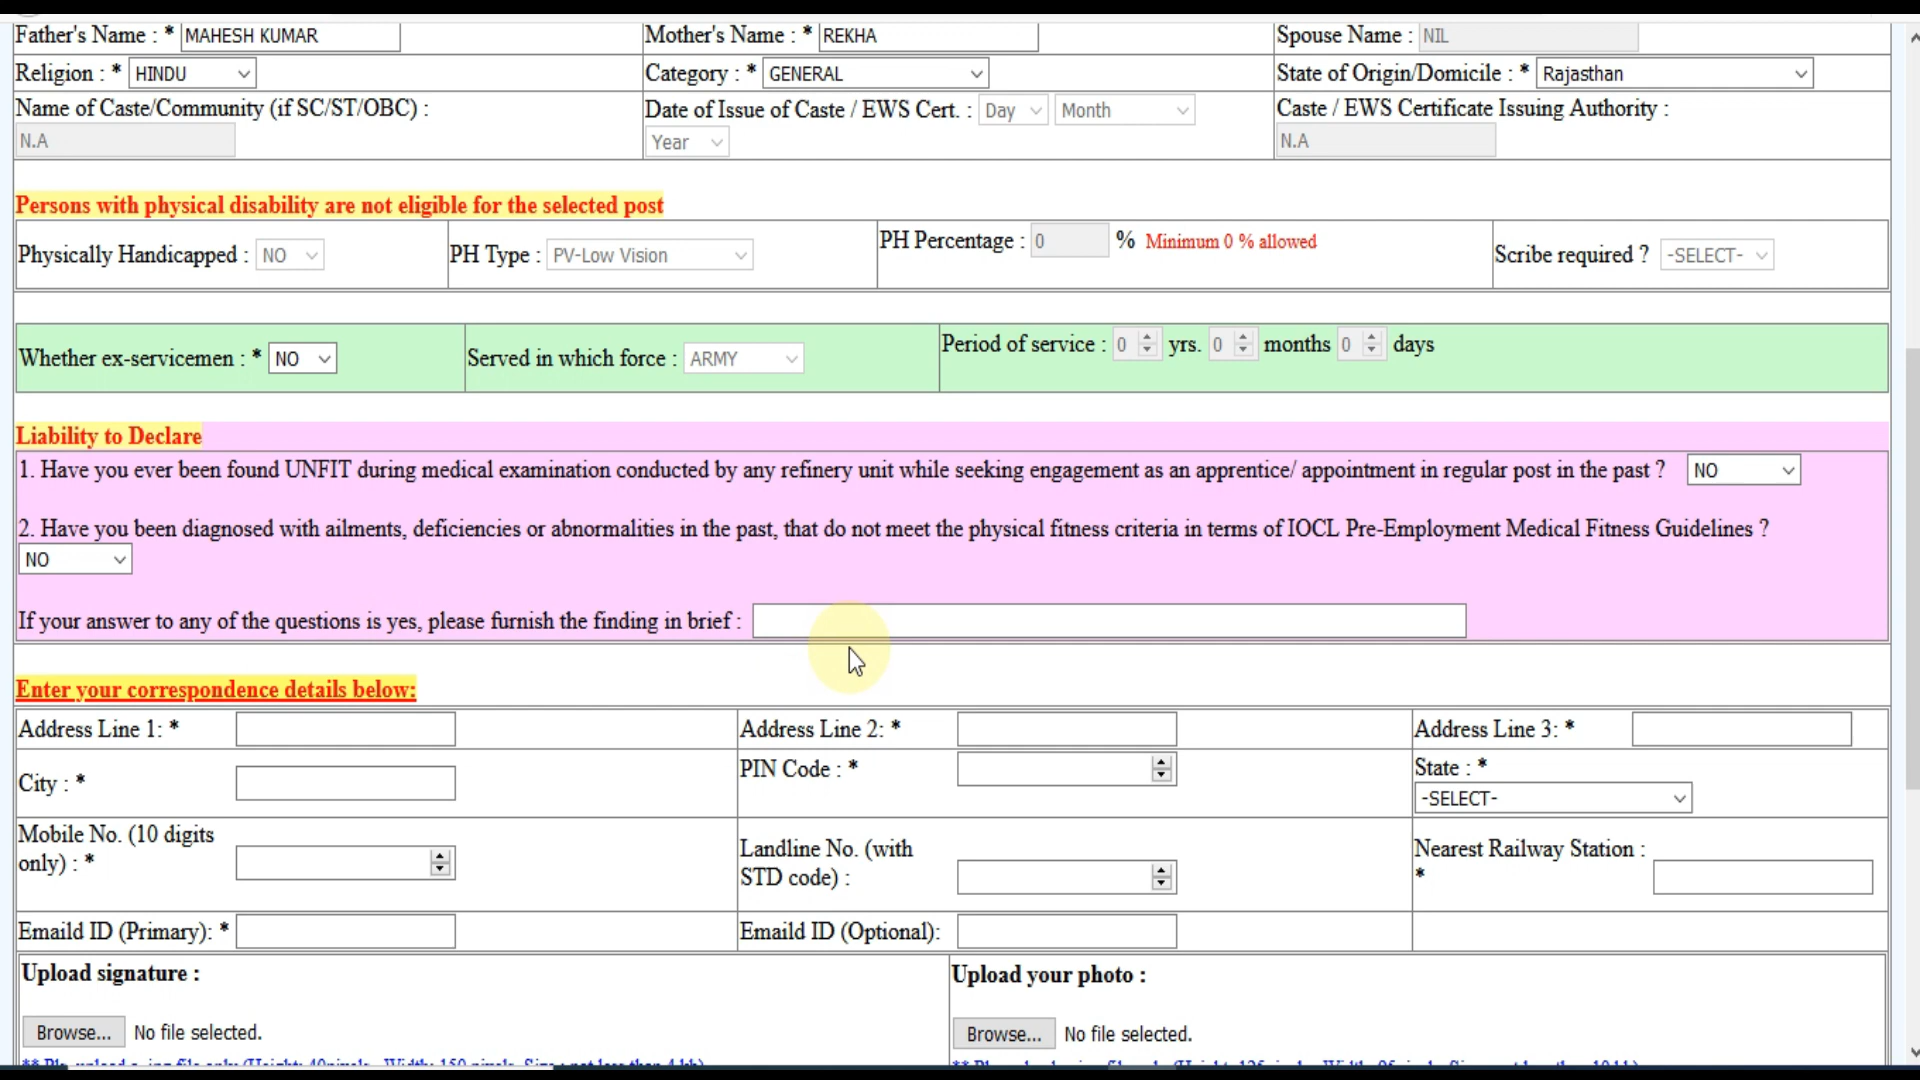 Father's Name : * MAHESH KUMAR Mother's Name : * REKHA Spouse Name : NIL
Religion : * HINDU Category : * GENERAL State of Origin/Domicile : * Rajasthan
Name of Caste/Community (if SC/ST/OBC) : Date of Issue of Caste / EWS Cert. : Day Month Caste / EWS Certificate Issuing Authority :
N.A Year N.A
Persons with physical disability are not eligible for the selected post
Physically Handicapped : NO PH Type : PV-Low Vision PH Percentage : 0 % Minimum 0 % allowed Scribe required ? -SELECT-
Whether ex-servicemen : * NO Served in which force : ARMY Period of service : 0 yrs. 0 months 0 days
Liability to Declare
1. Have you ever been found UNFIT during medical examination conducted by any refinery unit while seeking engagement as an apprentice/ appointment in regular post in the past ? NO
2. Have you been diagnosed with ailments, deficiencies or abnormalities in the past, that do not meet the physical fitness criteria in terms of IOCL Pre-Employment Medical Fitness Guidelines ?
NO
If your answer to any of the questions is yes, please furnish the finding in brief :
Enter your correspondence details below:
Address Line 1: * Address Line 2: * Address Line 3: *
City : * PIN Code : * State : *
-SELECT-
Mobile No. (10 digits Landline No. (with Nearest Railway Station :
only) : * STD code) : *
Emaild ID (Primary): * Emaild ID (Optional):
Upload signature : Upload your photo :
Browse... No file selected. Browse... No file selected.